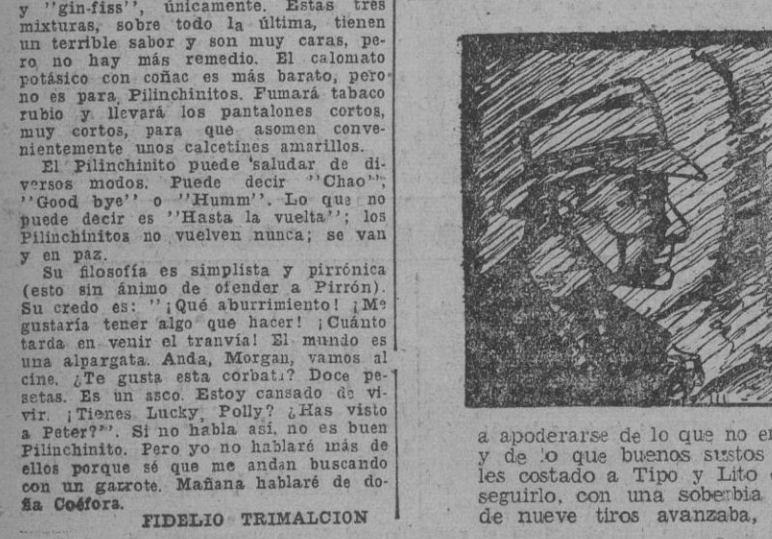 y "gin-fiss", únicamente. Estas tres
mixturas, sobre todo la última, tienen
un terrible sabor y son muy caras, pe-
ro no hay más remedio. El calomato
potásico con coñac es más barato, pero
no es para Pilinchinitos. Fumará tabaco
rubio y llevará los pantalones cortos,
muy cortos, para que asomen conve-
nientemente unos calcetines amarillos.
El Pilinchinito puede saludar de di-
versos modos. Puede decir "Chao",
"Good bye" o "Humm". Lo que no
puede decir es "Hasta la vuelta"; los
Pilinchinitos no vuelven nunca; se van
y en paz.
Su filosofía es simplista y pirrónica
(esto sin ánimo de ofender a Pirrón).
Su credo es: "¡Qué aburrimiento! ¡Me
gustaría tener algo que hacer! ¡Cuánto
tarda en venir el tranvía! El mundo es
una alpargata. Anda, Morgan, vamos al
cine. ¿Te gusta esta corbata? Doce pe-
setas. Es un asco. Estoy cansado de vi-
vir. ¡Tienes Lucky, Polly? ¿Has visto
a Peter?". Si no habla así, no es buen
Pilinchinito. Pero yo no hablaré más de
ellos porque sé que me andan buscando
con un garrote. Mañana hablaré de do-
ña Coéfora.
FIDELIO TRIMALCION
a apoderarse de lo que no
y de lo que buenos sustos
les costado a Tipo y Lito
seguirlo, con una soberbia
de nueve tiros avanzaba,